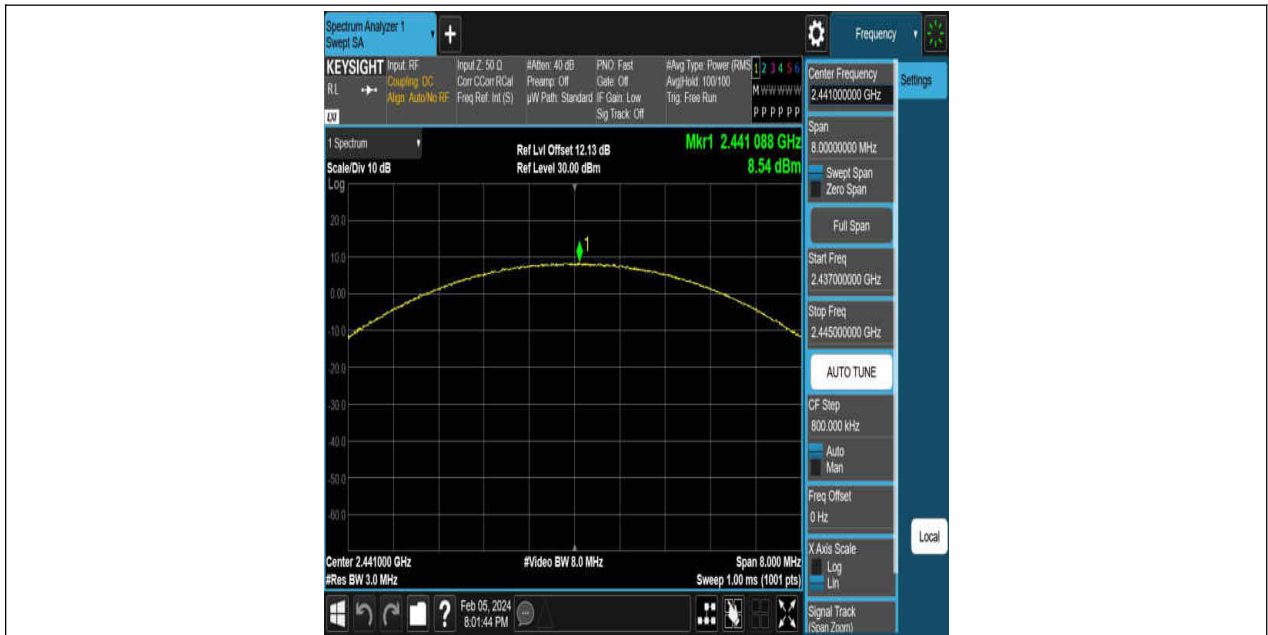 Spectrum Analyzer 1
Swept SA
Frequency
KEYSIGHT
RL
LXI
Input: RF
Coupling: DC
Align: Auto/No RF
Input Z: 50 Ω
Corr CCorr RCal
Freq Ref: Int (S)
#Atten: 40 dB
Preamp: Off
µW Path: Standard
PNO: Fast
Gate: Off
IF Gain: Low
Sig Track: Off
#Avg Type: Power (RMS
Avg|Hold: 100/100
Trig: Free Run
1 2 3 4 5 6
M W W W W W
P P P P P P
1 Spectrum
Scale/Div 10 dB
Ref Lvl Offset 12.13 dB
Ref Level 30.00 dBm
Mkr1 2.441 088 GHz
8.54 dBm
Log
20.0
10.0
0.00
-10.0
-20.0
-30.0
-40.0
-50.0
-60.0
1
Center 2.441000 GHz
#Res BW 3.0 MHz
#Video BW 8.0 MHz
Span 8.000 MHz
Sweep 1.00 ms (1001 pts)
Feb 05, 2024
8:01:44 PM
Center Frequency
2.441000000 GHz
Span
8.00000000 MHz
Swept Span
Zero Span
Full Span
Start Freq
2.437000000 GHz
Stop Freq
2.445000000 GHz
AUTO TUNE
CF Step
800.000 kHz
Auto
Man
Freq Offset
0 Hz
X Axis Scale
Log
Lin
Signal Track
(Span Zoom)
Settings
Local